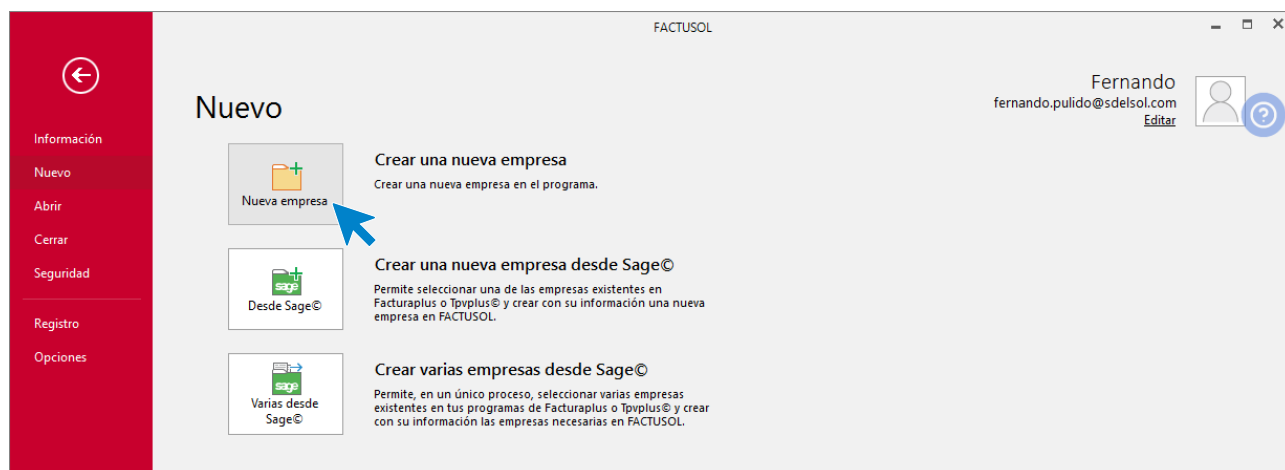 FACTUSOL
Fernando
fernando.pulido@sdelsol.com
Editar
Información
Nuevo
Abrir
Cerrar
Seguridad
Registro
Opciones
Nuevo
Nueva empresa
Crear una nueva empresa
Crear una nueva empresa en el programa.
sage
Desde Sage©
Crear una nueva empresa desde Sage©
Permite seleccionar una de las empresas existentes en
Facturaplus o Tpvplus© y crear con su información una nueva
empresa en FACTUSOL.
sage
Varias desde
Sage©
Crear varias empresas desde Sage©
Permite, en un único proceso, seleccionar varias empresas
existentes en tus programas de Facturaplus o Tpvplus© y crear
con su información las empresas necesarias en FACTUSOL.